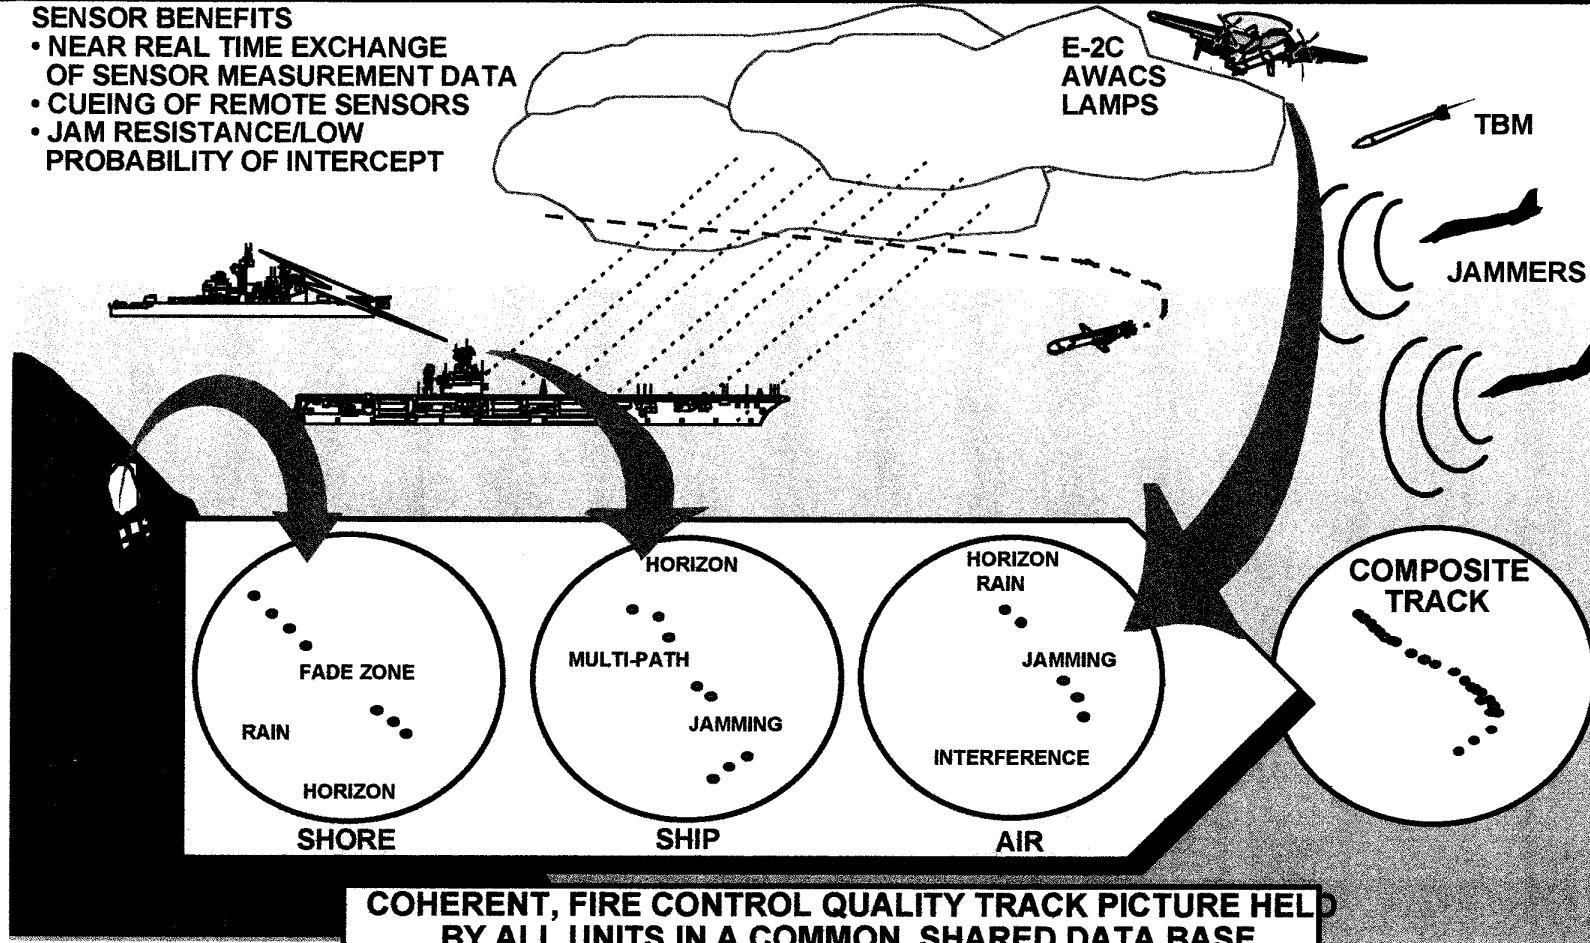 SENSOR BENEFITS
• NEAR REAL TIME EXCHANGE
OF SENSOR MEASUREMENT DATA
• CUEING OF REMOTE SENSORS
• JAM RESISTANCE/LOW
PROBABILITY OF INTERCEPT
E-2C
AWACS
LAMPS
TBM
JAMMERS
HORIZON
HORIZON
RAIN
COMPOSITE
TRACK
FADE ZONE
MULTI-PATH
JAMMING
RAIN
JAMMING
INTERFERENCE
HORIZON
SHORE
SHIP
AIR
COHERENT, FIRE CONTROL QUALITY TRACK PICTURE HELD
BY ALL UNITS IN A COMMON, SHARED DATA BASE